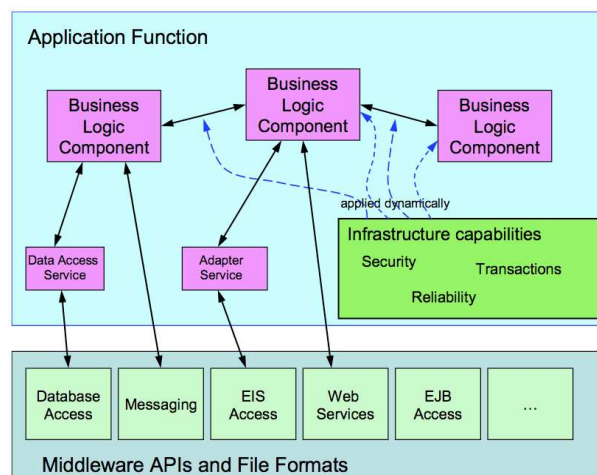 Application Function
Business
Logic
Component
Business
Logic
Component
Business
Logic
Component
applied dynamically
Data Access
Service
Adapter
Service
Infrastructure capabilities
Security
Transactions
Reliability
Database
Access
Messaging
EIS
Access
Web
Services
EJB
Access
...
Middleware APIs and File Formats